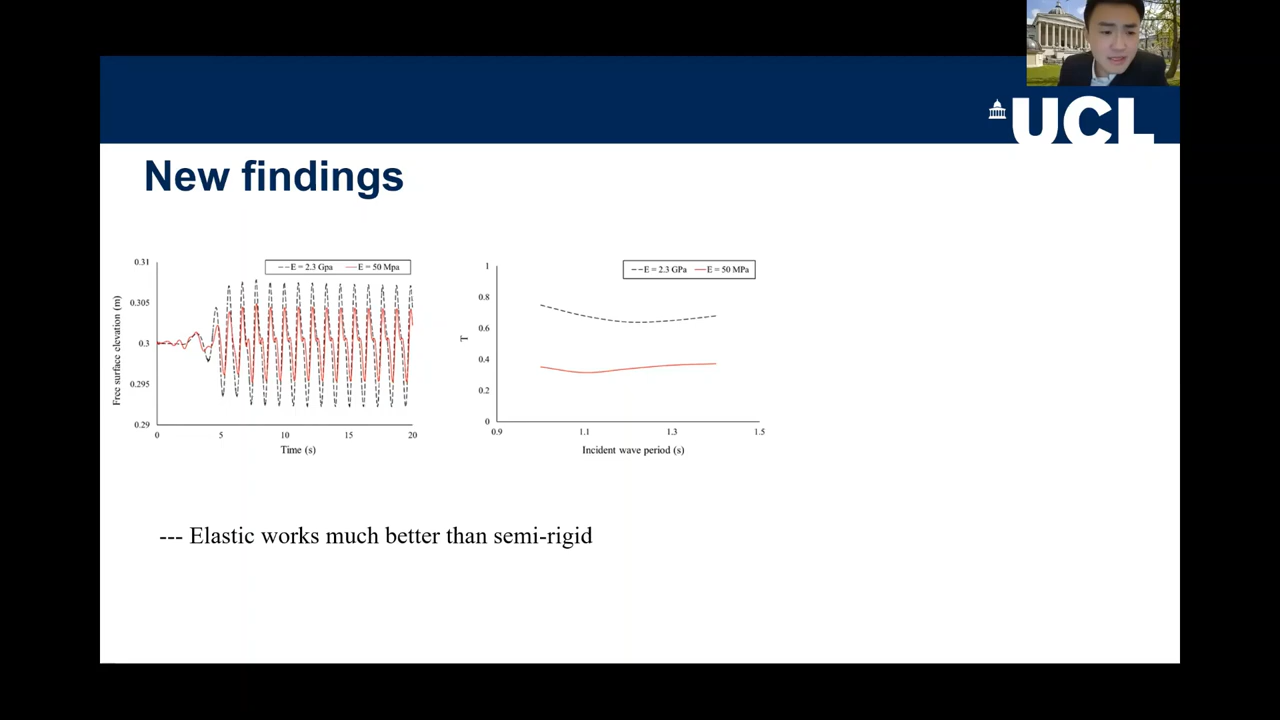 UCL
New findings
0.31
0.305
0.3
0.295
0.29
Free surface elevation (m)
E = 2.3 Gpa
E = 50 Mpa
0
5
10
15
20
Time (s)
1
0.8
0.6
0.4
0.2
0
T
E = 2.3 GPa
E = 50 MPa
0.9
1.1
1.3
1.5
Incident wave period (s)
--- Elastic works much better than semi-rigid